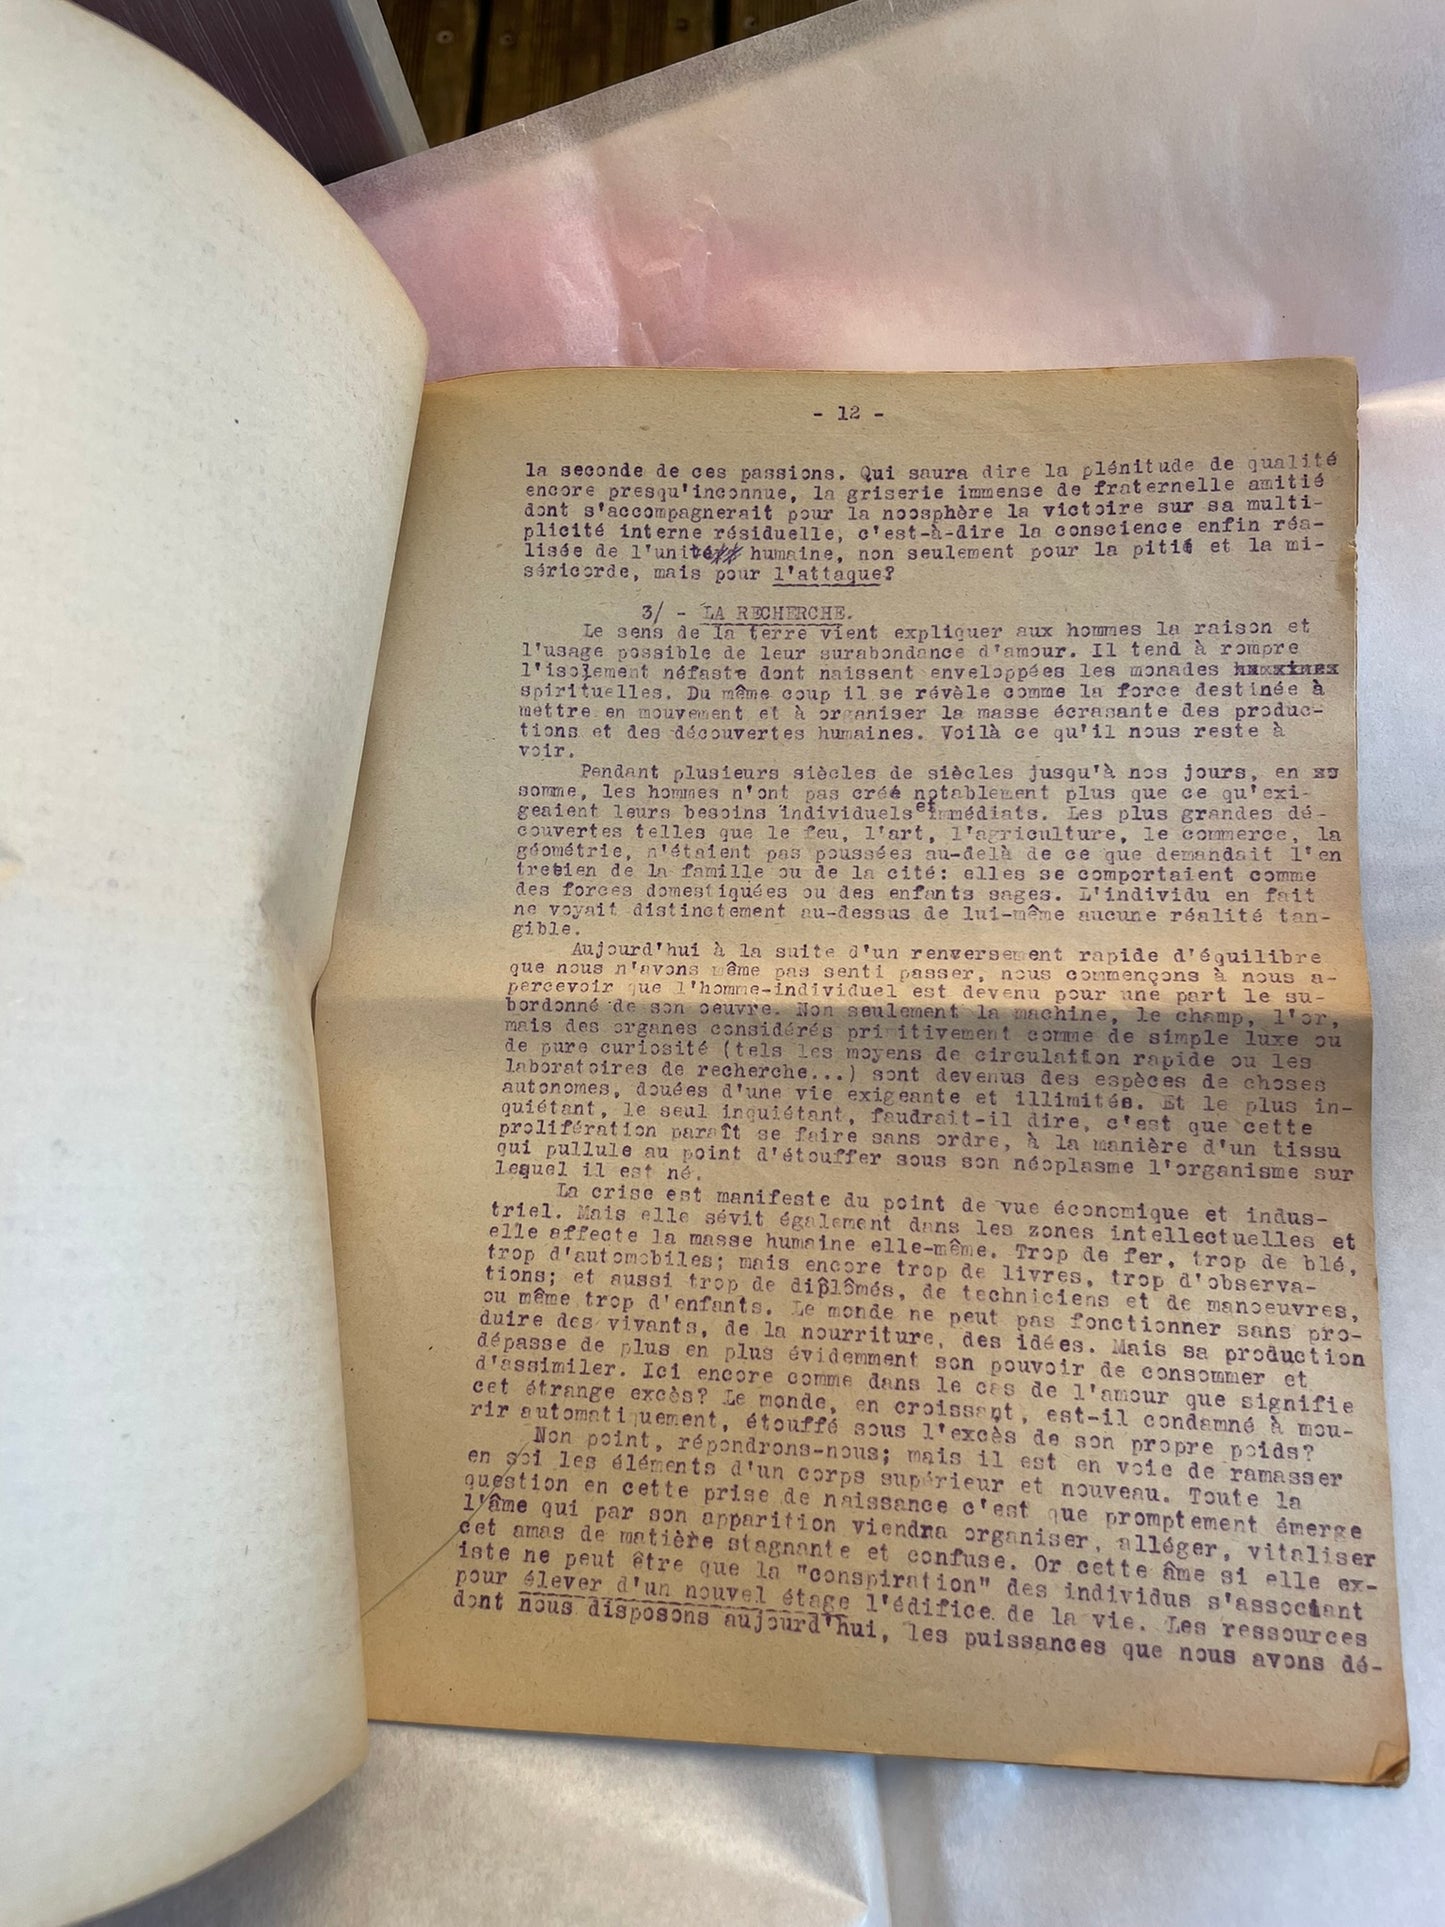 - 12 -
la seconde de ces passions. Qui saura dire la plénitude de qualité
encore presqu'inconnue, la griserie immense de fraternelle amitié
dont s'accompagnerait pour la noosphère la victoire sur sa multi-
plicité interne résiduelle, c'est-à-dire la conscience enfin réa-
lisée de l'unité humaine, non seulement pour la pitié et la mi-
séricorde, mais pour l'attaque?
3/ - LA RECHERCHE.
Le sens de la terre vient expliquer aux hommes la raison et
l'usage possible de leur surabondance d'amour. Il tend à rompre
l'isolement néfaste dont naissent enveloppées les monades
spirituelles. Du même coup il se révèle comme la force destinée à
mettre en mouvement et à organiser la masse écrasante des produc-
tions et des découvertes humaines. Voilà ce qu'il nous reste à
voir.
Pendant plusieurs siècles de siècles jusqu'à nos jours, en
somme, les hommes n'ont pas créé notablement plus que ce qu'exi-
geaient leurs besoins individuels et immédiats. Les plus grandes dé-
couvertes telles que le feu, l'art, l'agriculture, le commerce, la
géométrie, n'étaient pas poussées au-delà de ce que demandait l'en
tretien de la famille ou de la cité: elles se comportaient comme
des forces domestiquées ou des enfants sages. L'individu en fait
ne voyait distinctement au-dessus de lui-même aucune réalité tan-
gible.
Aujourd'hui à la suite d'un renversement rapide d'équilibre
que nous n'avons même pas senti passer, nous commençons à nous a-
percevoir que l'homme-individuel est devenu pour une part le su-
bordonné de son oeuvre. Non seulement la machine, le champ, l'or,
mais des organes considérés primitivement comme de simple luxe ou
de pure curiosité (tels les moyens de circulation rapide ou les
laboratoires de recherche...) sont devenus des espèces de choses
autonomes, douées d'une vie exigeante et illimités. Et le plus in-
quiétant, le seul inquiétant, faudrait-il dire, c'est que cette
prolifération paraît se faire sans ordre, à la manière d'un tissu
qui pullule au point d'étouffer sous son néoplasme l'organisme sur
lequel il est né.
La crise est manifeste du point de vue économique et indus-
triel. Mais elle sévit également dans les zones intellectuelles et
elle affecte la masse humaine elle-même. Trop de fer, trop de blé,
trop d'automobiles; mais encore trop de livres, trop d'observa-
tions; et aussi trop de diplômés, de techniciens et de manoeuvres,
ou même trop d'enfants. Le monde ne peut pas fonctionner sans pro-
duire des vivants, de la nourriture, des idées. Mais sa production
dépasse de plus en plus évidemment son pouvoir de consommer et
d'assimiler. Ici encore comme dans le cas de l'amour que signifie
cet étrange excès? Le monde, en croissant, est-il condamné à mou-
rir automatiquement, étouffé sous l'excès de son propre poids?
Non point, répondrons-nous; mais il est en voie de ramasser
en soi les éléments d'un corps supérieur et nouveau. Toute la
question en cette prise de naissance c'est que promptement émerge
l'âme qui par son apparition viendra organiser, alléger, vitaliser
cet amas de matière stagnante et confuse. Or cette âme si elle ex-
iste ne peut être que la "conspiration" des individus s'associant
pour élever d'un nouvel étage l'édifice de la vie. Les ressources
dont nous disposons aujourd'hui, les puissances que nous avons dé-